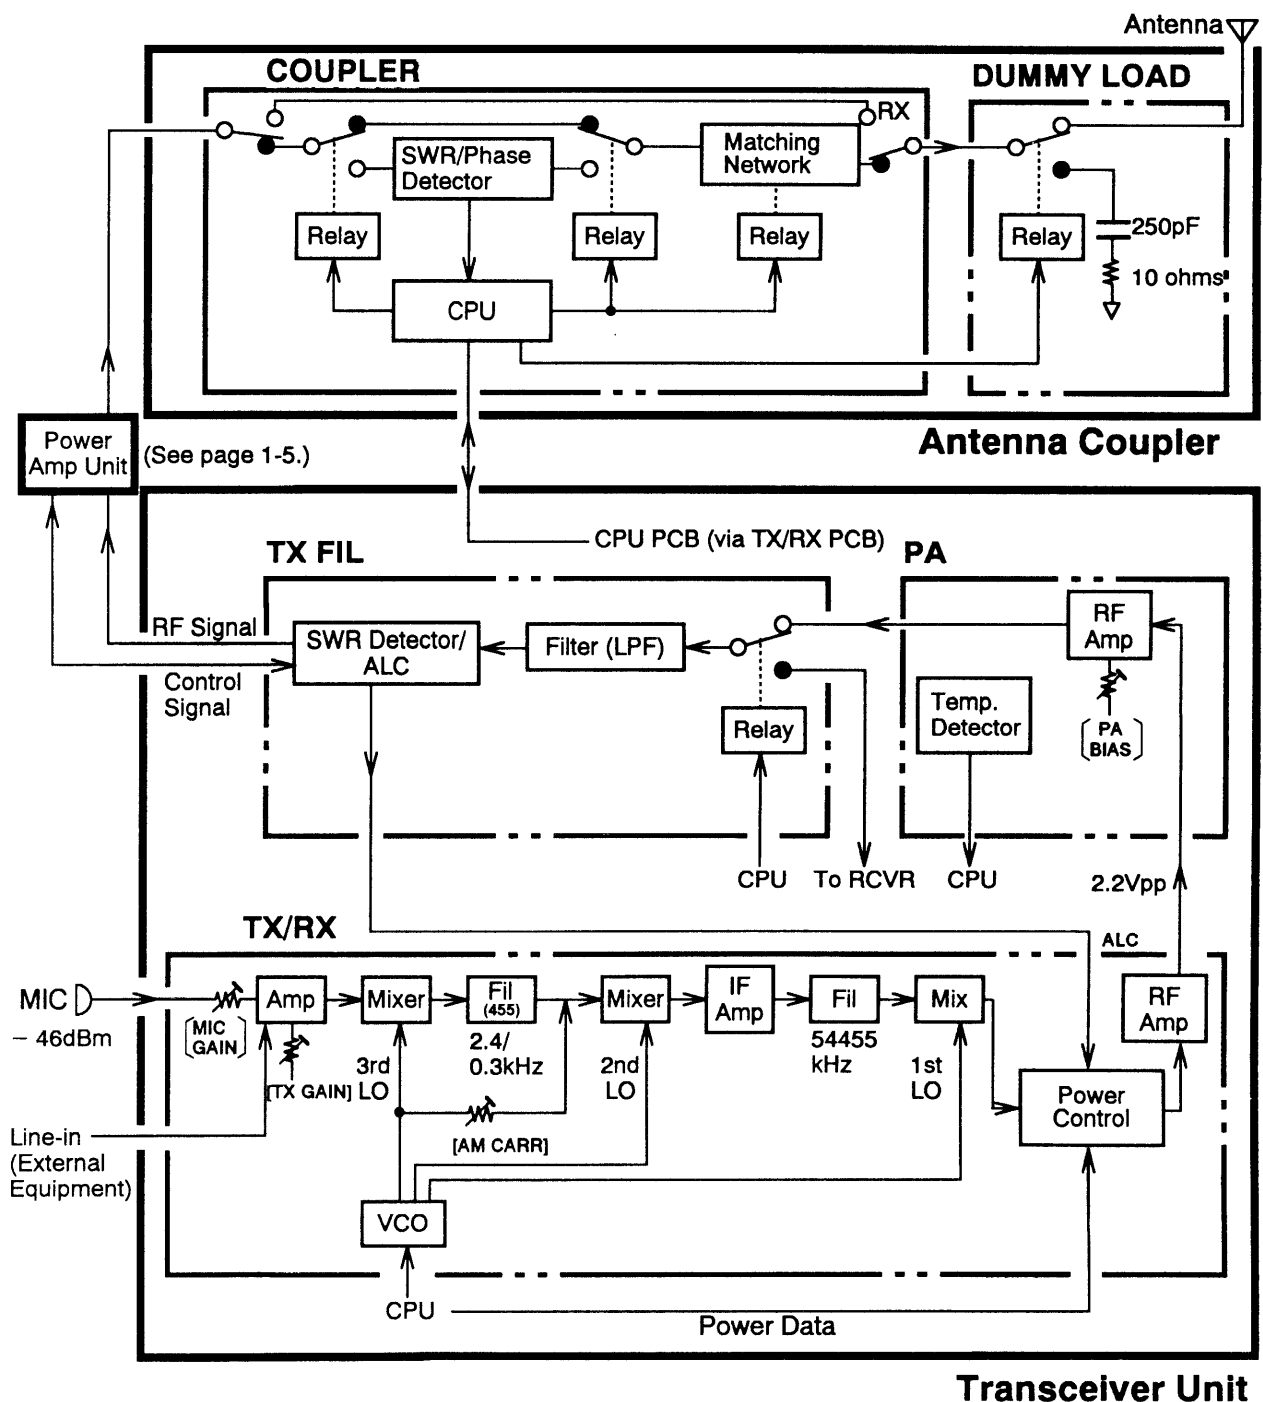 Antenna
COUPLER
DUMMY LOAD
RX
SWR/Phase
Detector
Matching
Network
Relay
Relay
Relay
Relay
250pF
10 ohms
CPU
Antenna Coupler
Power
Amp Unit
(See page 1-5.)
CPU PCB (via TX/RX PCB)
TX FIL
PA
RF Signal
SWR Detector/
ALC
Filter (LPF)
RF
Amp
Control
Signal
Relay
Temp.
Detector
[PA
BIAS]
CPU
To RCVR
CPU
2.2Vpp
TX/RX
ALC
MIC
– 46dBm
[MIC
GAIN]
Amp
Mixer
Fil
(455)
Mixer
IF
Amp
Fil
Mix
RF
Amp
[TX GAIN]
3rd
LO
2.4/
0.3kHz
2nd
LO
54455
kHz
1st
LO
Power
Control
[AM CARR]
Line-in
(External
Equipment)
VCO
CPU
Power Data
Transceiver Unit